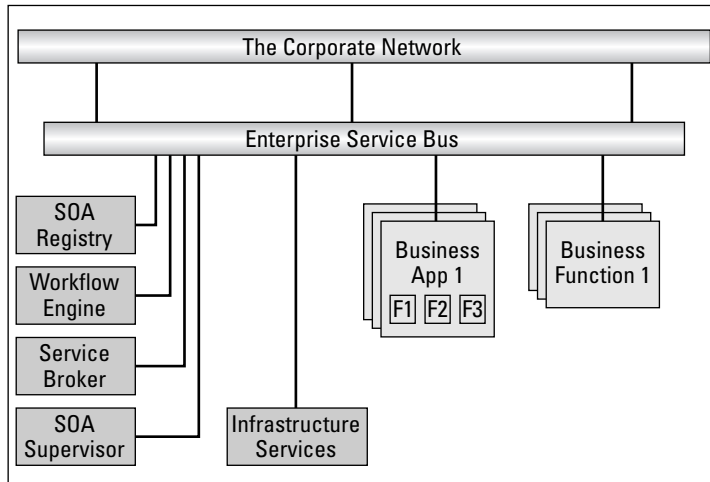 The Corporate Network
Enterprise Service Bus
SOA
Registry
Workflow
Engine
Service
Broker
SOA
Supervisor
Infrastructure
Services
Business
App 1
F1 F2 F3
Business
Function 1